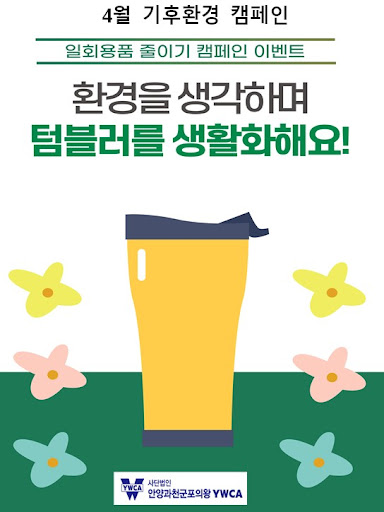 4월 기후환경 캠페인
일회용품 줄이기 캠페인 이벤트
환경을 생각하며
텀블러를 생활화해요!
YWCA
사단법인
안양과천군포의왕 YWCA